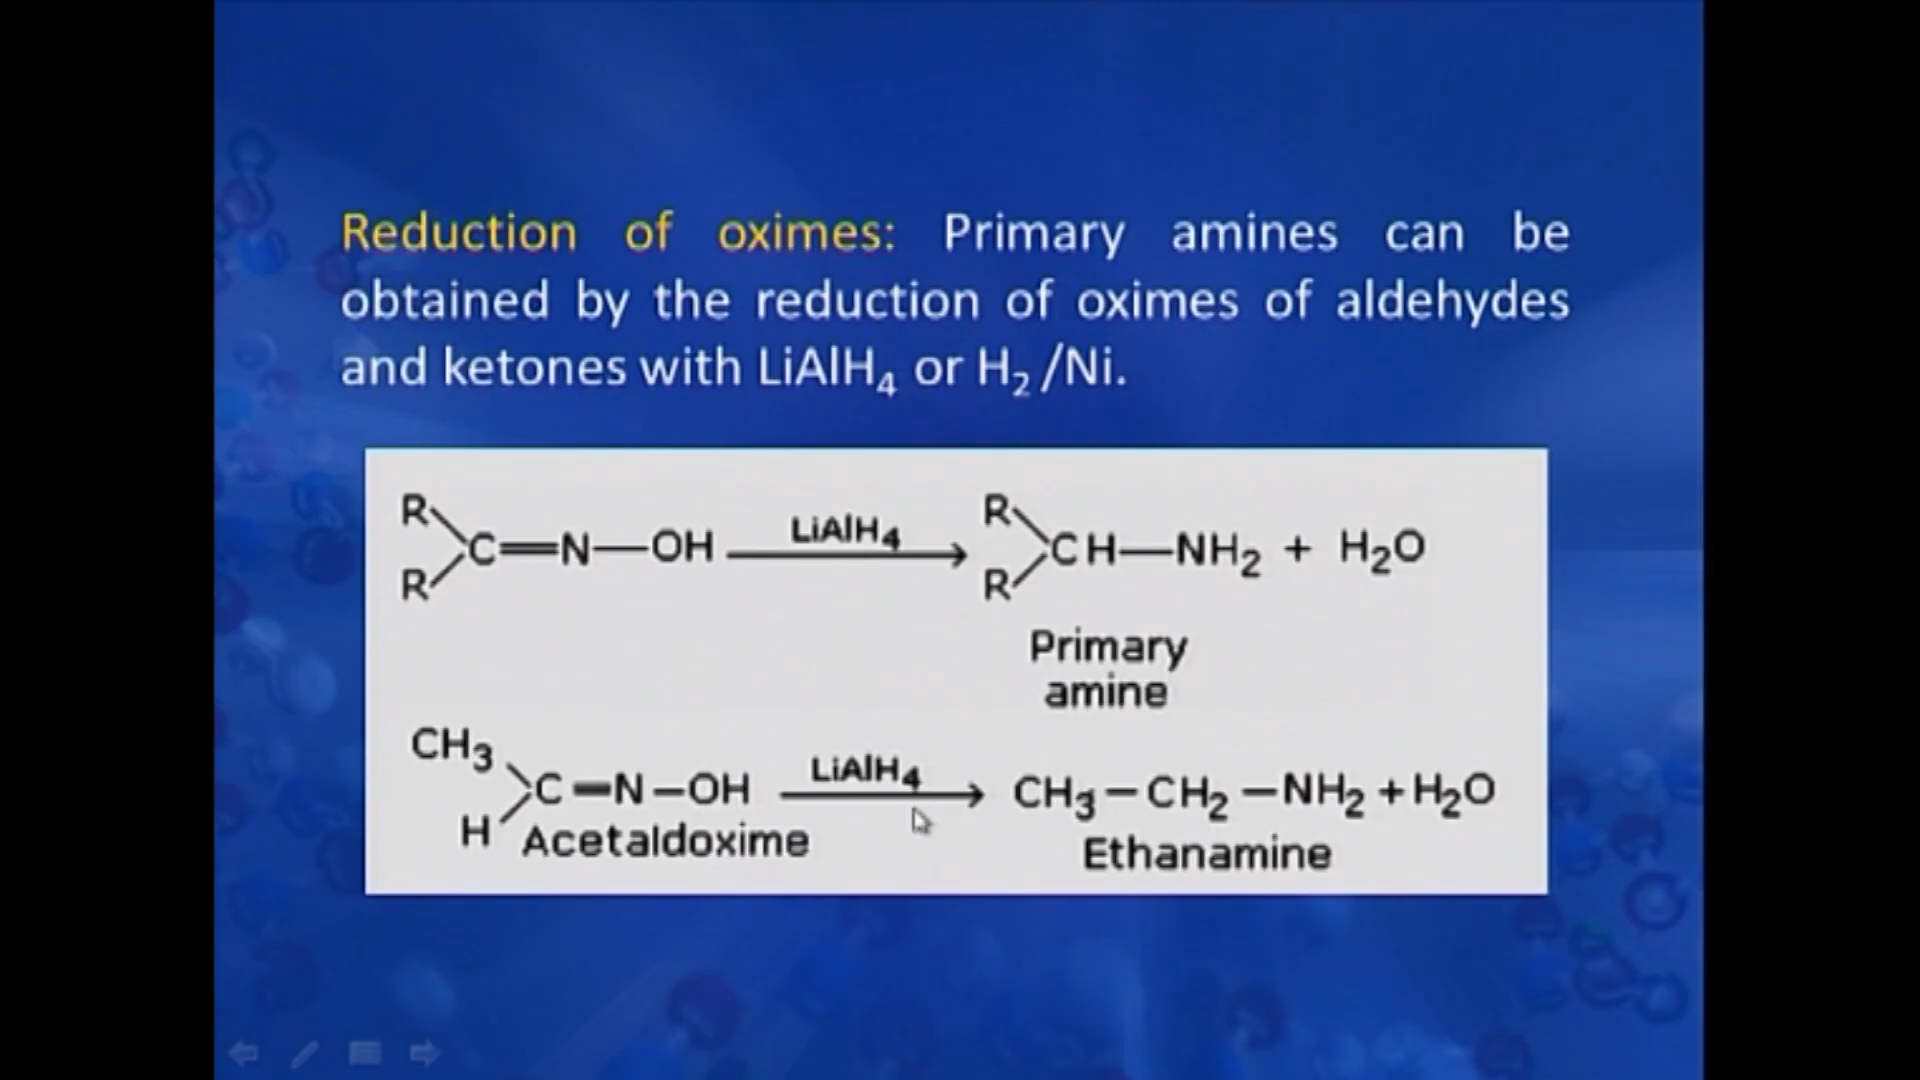 Reduction of oximes: Primary amines can be
obtained by the reduction of oximes of aldehydes
and ketones with LiAlH₄ or H₂ /Ni.
R
R
C=N—OH
LiAlH₄
R
R
CH—NH₂ + H₂O
Primary
amine
CH₃
H
C=N—OH
LiAlH₄
CH₃—CH₂—NH₂ + H₂O
Acetaldoxime
Ethanamine